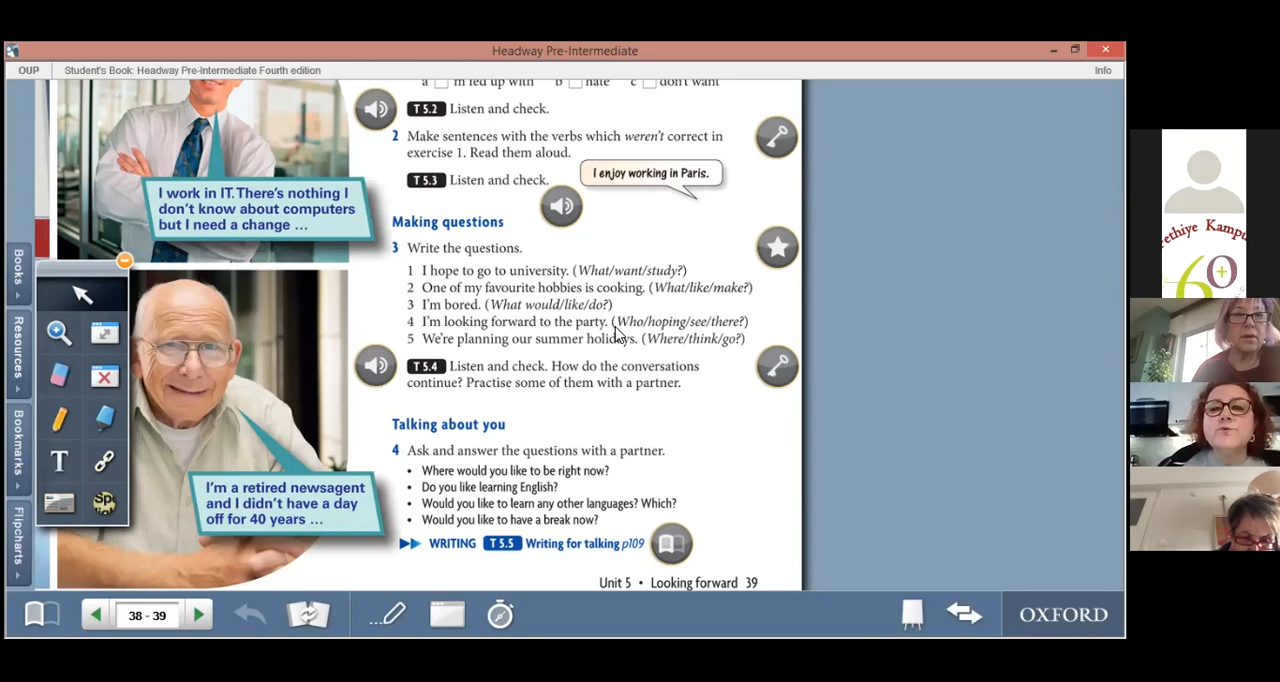 Headway Pre-Intermediate
OUP
Student's Book: Headway Pre-Intermediate Fourth edition
Info
a m fed up with b hate c don't want
T 5.2 Listen and check.
2 Make sentences with the verbs which weren't correct in
exercise 1. Read them aloud.
I enjoy working in Paris.
T 5.3 Listen and check.
Making questions
3 Write the questions.
1 I hope to go to university. (What/want/study?)
2 One of my favourite hobbies is cooking. (What/like/make?)
3 I'm bored. (What would/like/do?)
4 I'm looking forward to the party. (Who/hoping/see/there?)
5 We're planning our summer holidays. (Where/think/go?)
T 5.4 Listen and check. How do the conversations
continue? Practise some of them with a partner.
Talking about you
4 Ask and answer the questions with a partner.
• Where would you like to be right now?
• Do you like learning English?
• Would you like to learn any other languages? Which?
• Would you like to have a break now?
WRITING T 5.5 Writing for talking p109
Unit 5 • Looking forward 39
I work in IT. There's nothing I
don't know about computers
but I need a change ...
I'm a retired newsagent
and I didn't have a day
off for 40 years ...
Books
Resources
Bookmarks
Flipcharts
T
Sp
38 - 39
OXFORD
ethiye Kampu
60